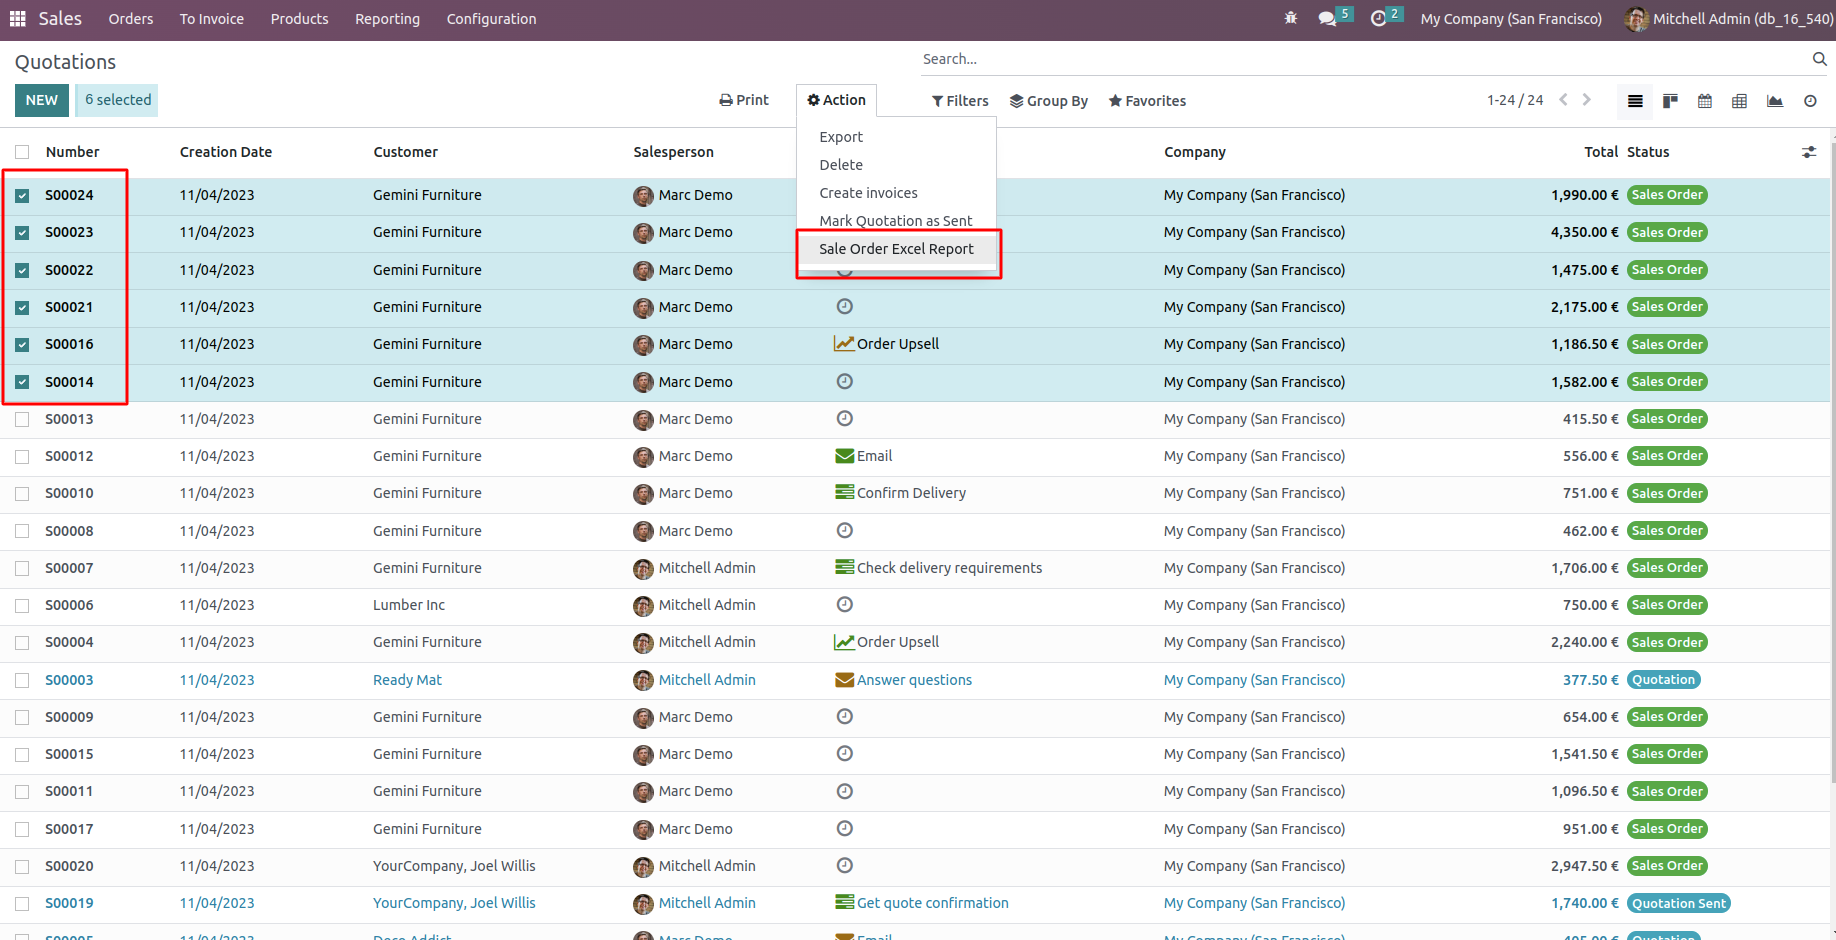 Sales Orders To Invoice Products Reporting Configuration 5 2 My Company (San Francisco) Mitchell Admin (db_16_540)
Quotations Search...
NEW 6 selected Print Action Filters Group By Favorites 1-24 / 24
Export
Delete
Create invoices
Mark Quotation as Sent
Sale Order Excel Report
Number Creation Date Customer Salesperson Company Total Status
S00024 11/04/2023 Gemini Furniture Marc Demo My Company (San Francisco) 1,990.00 € Sales Order
S00023 11/04/2023 Gemini Furniture Marc Demo My Company (San Francisco) 4,350.00 € Sales Order
S00022 11/04/2023 Gemini Furniture Marc Demo My Company (San Francisco) 1,475.00 € Sales Order
S00021 11/04/2023 Gemini Furniture Marc Demo My Company (San Francisco) 2,175.00 € Sales Order
S00016 11/04/2023 Gemini Furniture Marc Demo Order Upsell My Company (San Francisco) 1,186.50 € Sales Order
S00014 11/04/2023 Gemini Furniture Marc Demo My Company (San Francisco) 1,582.00 € Sales Order
S00013 11/04/2023 Gemini Furniture Marc Demo My Company (San Francisco) 415.50 € Sales Order
S00012 11/04/2023 Gemini Furniture Marc Demo Email My Company (San Francisco) 556.00 € Sales Order
S00010 11/04/2023 Gemini Furniture Marc Demo Confirm Delivery My Company (San Francisco) 751.00 € Sales Order
S00008 11/04/2023 Gemini Furniture Marc Demo My Company (San Francisco) 462.00 € Sales Order
S00007 11/04/2023 Gemini Furniture Mitchell Admin Check delivery requirements My Company (San Francisco) 1,706.00 € Sales Order
S00006 11/04/2023 Lumber Inc Mitchell Admin My Company (San Francisco) 750.00 € Sales Order
S00004 11/04/2023 Gemini Furniture Mitchell Admin Order Upsell My Company (San Francisco) 2,240.00 € Sales Order
S00003 11/04/2023 Ready Mat Mitchell Admin Answer questions My Company (San Francisco) 377.50 € Quotation
S00009 11/04/2023 Gemini Furniture Marc Demo My Company (San Francisco) 654.00 € Sales Order
S00015 11/04/2023 Gemini Furniture Marc Demo My Company (San Francisco) 1,541.50 € Sales Order
S00011 11/04/2023 Gemini Furniture Marc Demo My Company (San Francisco) 1,096.50 € Sales Order
S00017 11/04/2023 Gemini Furniture Marc Demo My Company (San Francisco) 951.00 € Sales Order
S00020 11/04/2023 YourCompany, Joel Willis Mitchell Admin My Company (San Francisco) 2,947.50 € Sales Order
S00019 11/04/2023 YourCompany, Joel Willis Mitchell Admin Get quote confirmation My Company (San Francisco) 1,740.00 € Quotation Sent